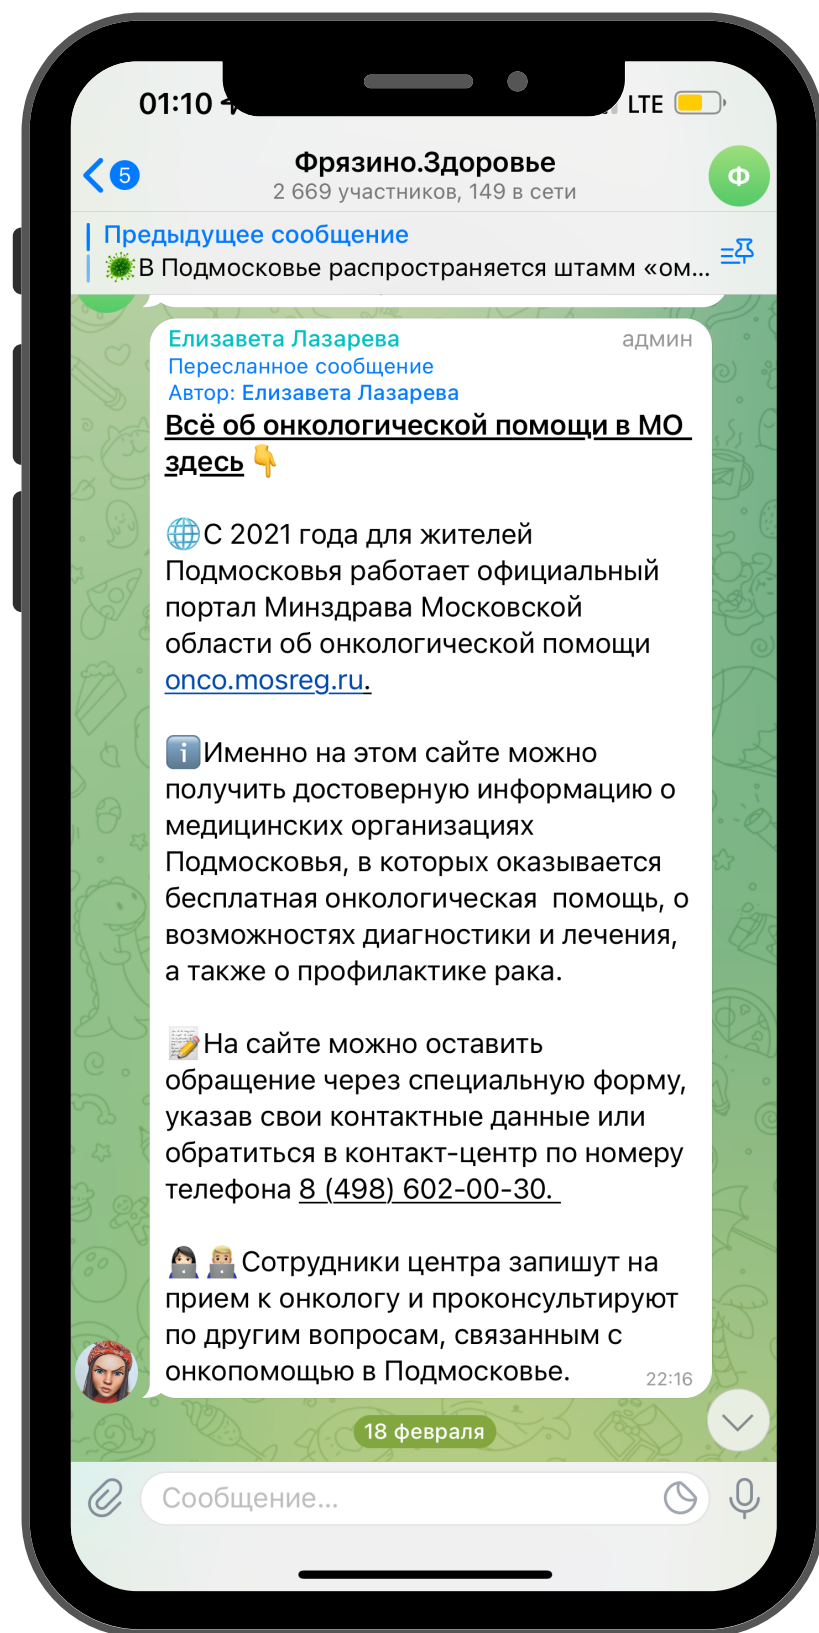 01:10
LTE
5
Фрязино.Здоровье
Ф
2 669 участников, 149 в сети
Предыдущее сообщение
В Подмосковье распространяется штамм «ом...
Елизавета Лазарева
админ
Пересланное сообщение
Автор: Елизавета Лазарева
Всё об онкологической помощи в МО
здесь 👇
🌐С 2021 года для жителей
Подмосковья работает официальный
портал Минздрава Московской
области об онкологической помощи
onco.mosreg.ru.
ℹ️Именно на этом сайте можно
получить достоверную информацию о
медицинских организациях
Подмосковья, в которых оказывается
бесплатная онкологическая  помощь, о
возможностях диагностики и лечения,
а также о профилактике рака.
📝На сайте можно оставить
обращение через специальную форму,
указав свои контактные данные или
обратиться в контакт-центр по номеру
телефона 8 (498) 602-00-30.
👩🏻‍💻👨🏼‍💻Сотрудники центра запишут на
прием к онкологу и проконсультируют
по другим вопросам, связанным с
онкопомощью в Подмосковье.
22:16
18 февраля
Сообщение...